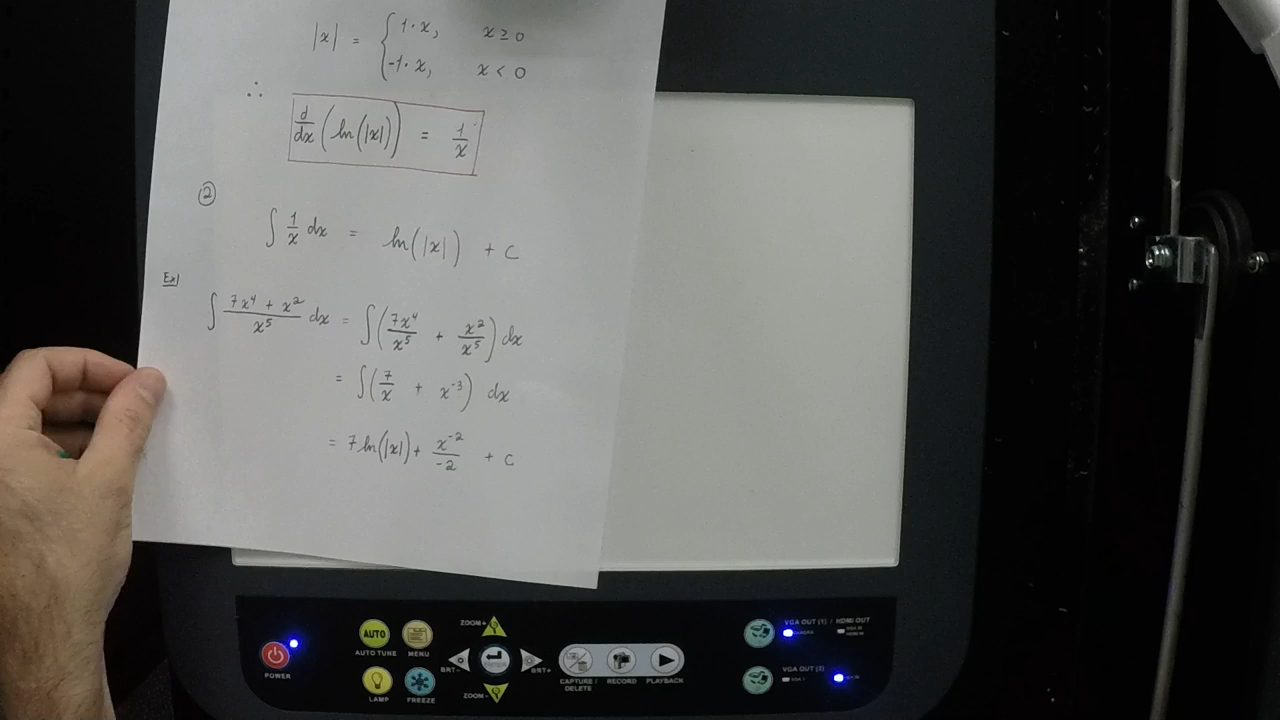 |x| = { 1·x, x ≥ 0
-1·x, x < 0
∴
d/dx (ln(|x|)) = 1/x
②
∫ 1/x dx = ln(|x|) + C
Ex1
∫ (7x⁴ + x²)/x⁵ dx = ∫ (7x⁴/x⁵ + x²/x⁵) dx
= ∫ (7/x + x⁻³) dx
= 7 ln(|x|) + x⁻²/-2 + C
POWER
AUTO
AUTO TUNE
MENU
LAMP
FREEZE
ZOOM+
BRT-
BRT+
ZOOM-
CAPTURE / DELETE
RECORD
PLAYBACK
VGA OUT (1) / HDMI OUT
VGA OUT (2)